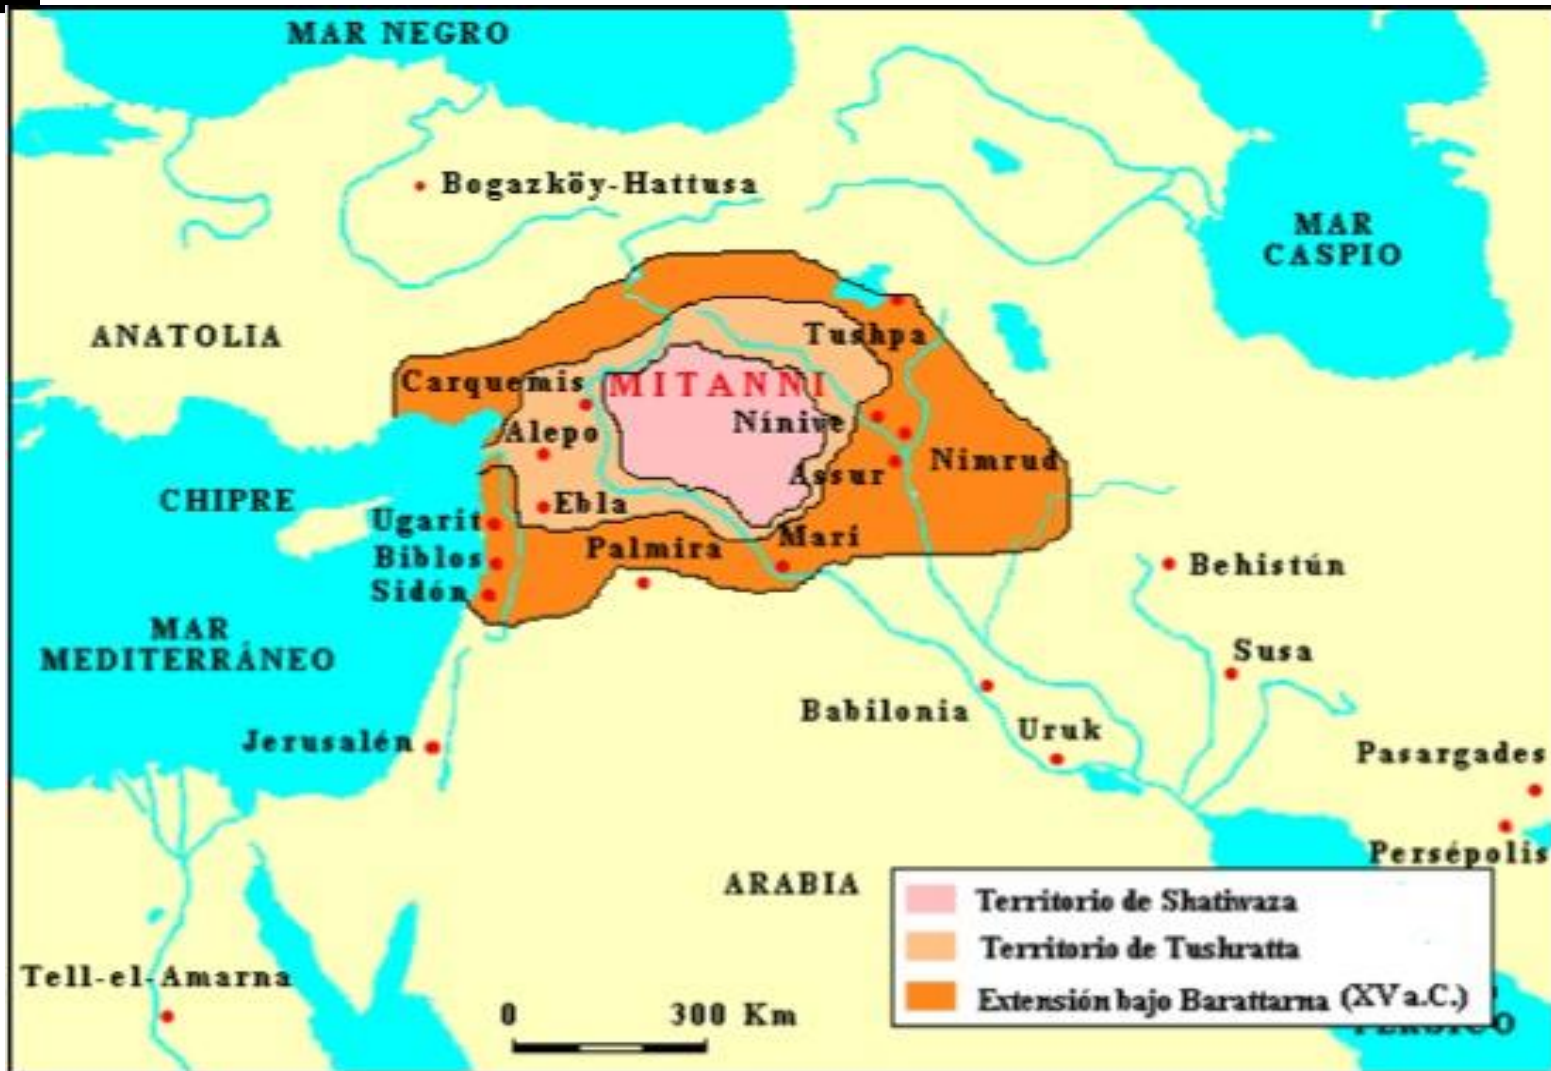 MAR NEGRO
Bogazköy-Hattusa
MAR
CASPIO
ANATOLIA
Tushpa
Carquemis
MITANNI
Nínive
Alepo
Assur
Nimrud
CHIPRE
Ebla
Ugarit
Biblos
Sidón
Palmira
Marí
Behistún
MAR
MEDITERRÁNEO
Susa
Babilonia
Uruk
Jerusalén
Pasargades
Persépolis
ARABIA
Territorio de Shatiwaza
Territorio de Tushratta
Extensión bajo Barattarna (XV a.C.)
Tell-el-Amarna
0 300 Km